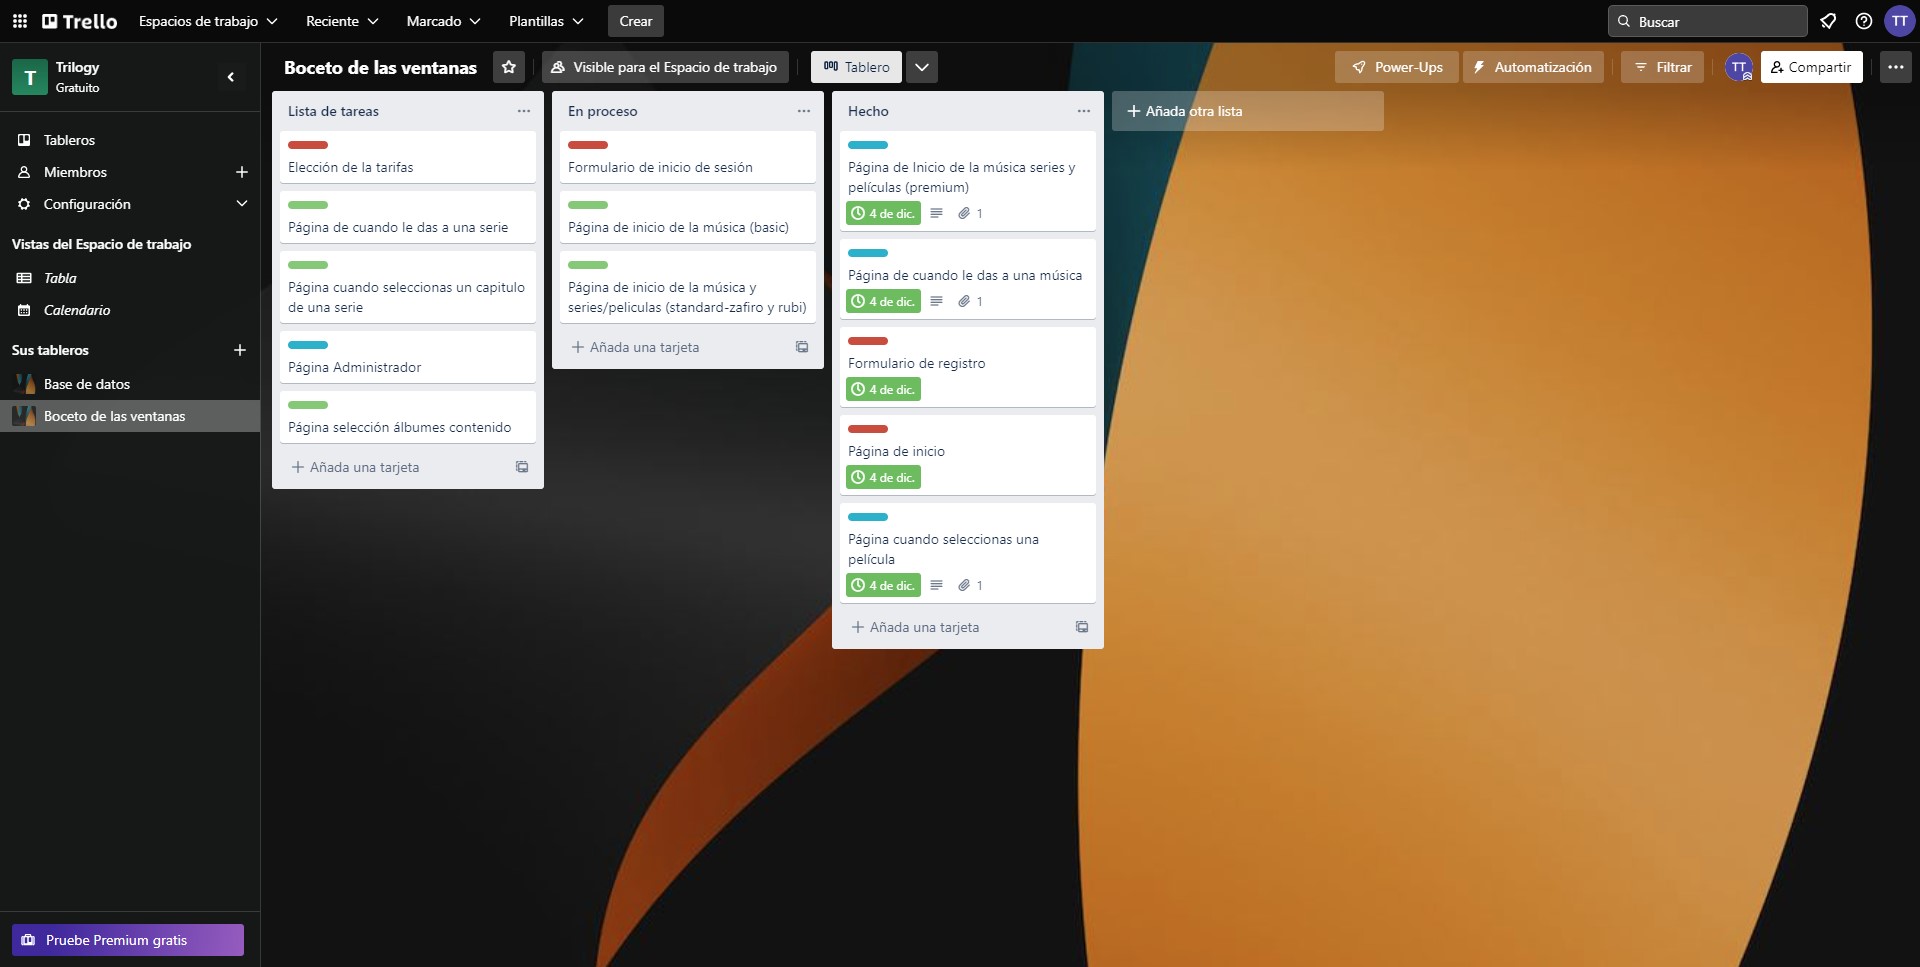 Trello
Espacios de trabajo
Reciente
Marcado
Plantillas
Crear
Buscar
TT
T
Trilogy
Gratuito
Tableros
Miembros
Configuración
Vistas del Espacio de trabajo
Tabla
Calendario
Sus tableros
Base de datos
Boceto de las ventanas
Pruebe Premium gratis
Boceto de las ventanas
Visible para el Espacio de trabajo
Tablero
Power-Ups
Automatización
Filtrar
TT
Compartir
Lista de tareas
Elección de la tarifas
Página de cuando le das a una serie
Página cuando seleccionas un capitulo
de una serie
Página Administrador
Página selección álbumes contenido
Añada una tarjeta
En proceso
Formulario de inicio de sesión
Página de inicio de la música (basic)
Página de inicio de la música y
series/peliculas (standard-zafiro y rubi)
Añada una tarjeta
Hecho
Página de Inicio de la música series y
películas (premium)
4 de dic.
1
Página de cuando le das a una música
4 de dic.
1
Formulario de registro
4 de dic.
Página de inicio
4 de dic.
Página cuando seleccionas una
película
4 de dic.
1
Añada una tarjeta
Añada otra lista